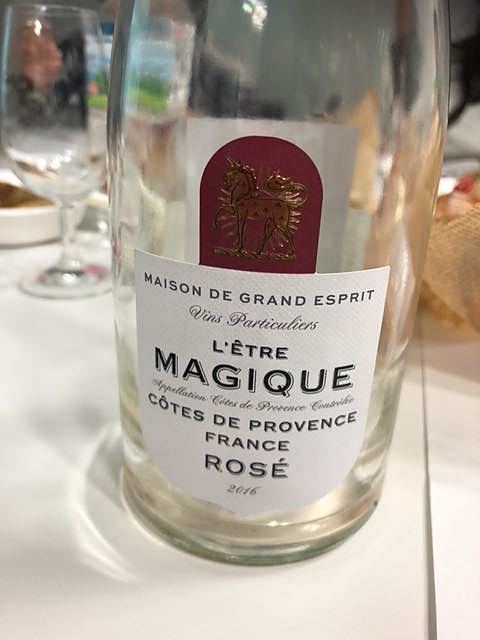 MAISON DE GRAND ESPRIT
Vins Particuliers
L'ÊTRE
MAGIQUE
Appellation Côtes de Provence Contrôlée
CÔTES DE PROVENCE
FRANCE
ROSÉ
2016